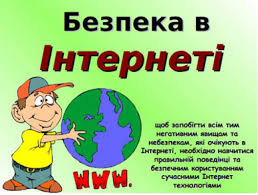 Безпека в
Інтернеті
щоб запобігти всім тим
негативним явищам та
небезпекам, які очікують в
Інтернеті, необхідно навчитися
правильній поведінці та
безпечним користуванням
сучасними Інтернет
технологіями
WWW.